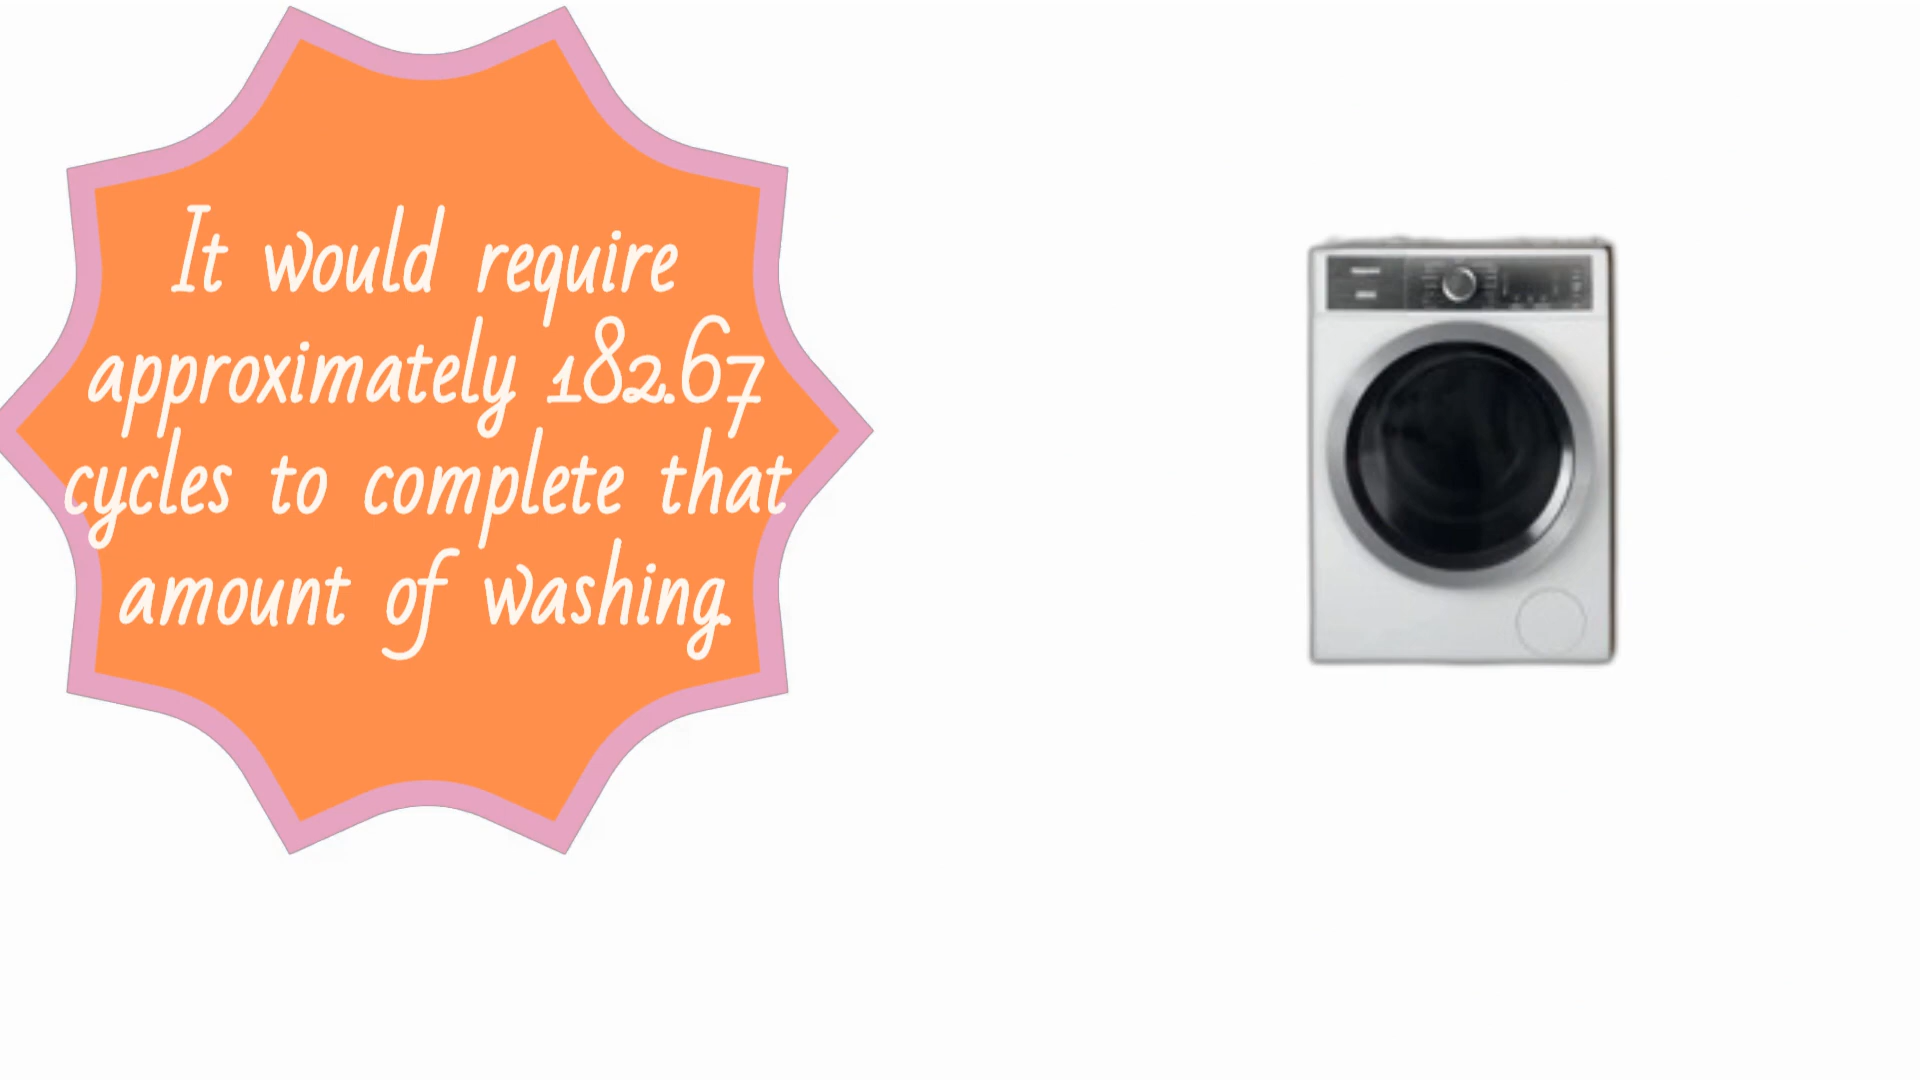 It would require
approximately 182.67
cycles to complete that
amount of washing.